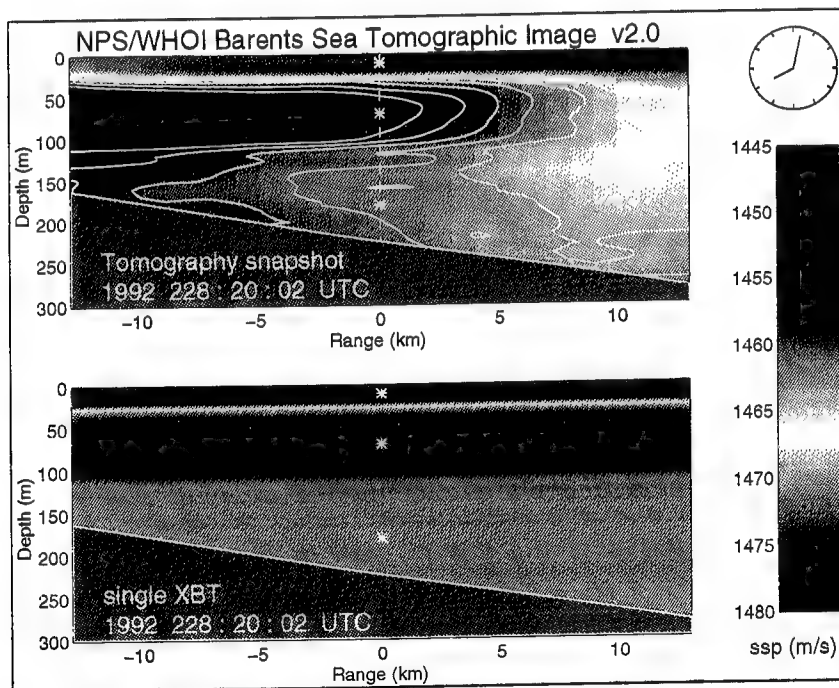 NPS/WHOI Barents Sea Tomographic Image v2.0
0
50
100
150
200
250
300
Depth (m)
Tomography snapshot
1992 228 : 20 : 02 UTC
-10 -5 0 5 10
Range (km)
0
50
100
150
200
250
300
Depth (m)
single XBT
1992 228 : 20 : 02 UTC
-10 -5 0 5 10
Range (km)
1445
1450
1455
1460
1465
1470
1475
1480
ssp (m/s)